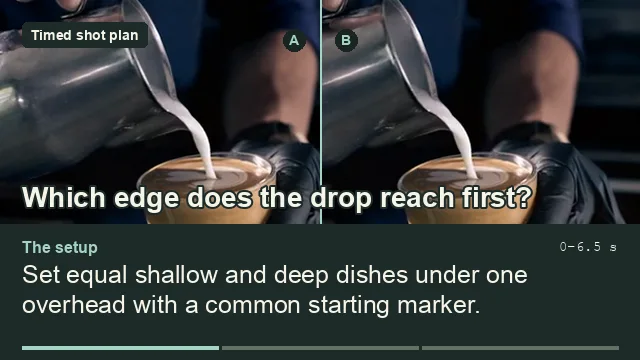 Timed shot plan
A
B
Which edge does the drop reach first?
The setup
0–6.5 s
Set equal shallow and deep dishes under one
overhead with a common starting marker.